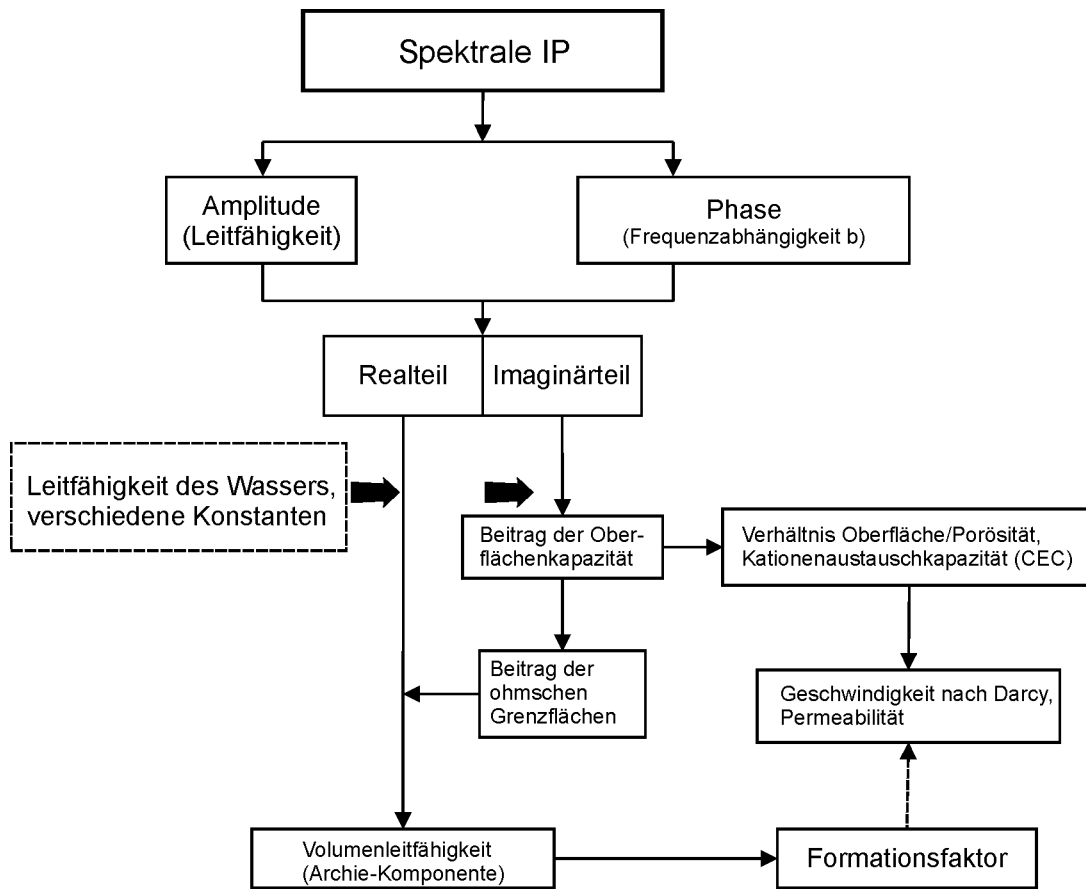 Spektrale IP
Amplitude
(Leitfähigkeit)
Phase
(Frequenzabhängigkeit b)
Realteil
Imaginärteil
Leitfähigkeit des Wassers,
verschiedene Konstanten
Beitrag der Ober-
flächenkapazität
Verhältnis Oberfläche/Porösität,
Kationenaustauschkapazität (CEC)
Beitrag der
ohmschen
Grenzflächen
Geschwindigkeit nach Darcy,
Permeabilität
Volumenleitfähigkeit
(Archie-Komponente)
Formationsfaktor